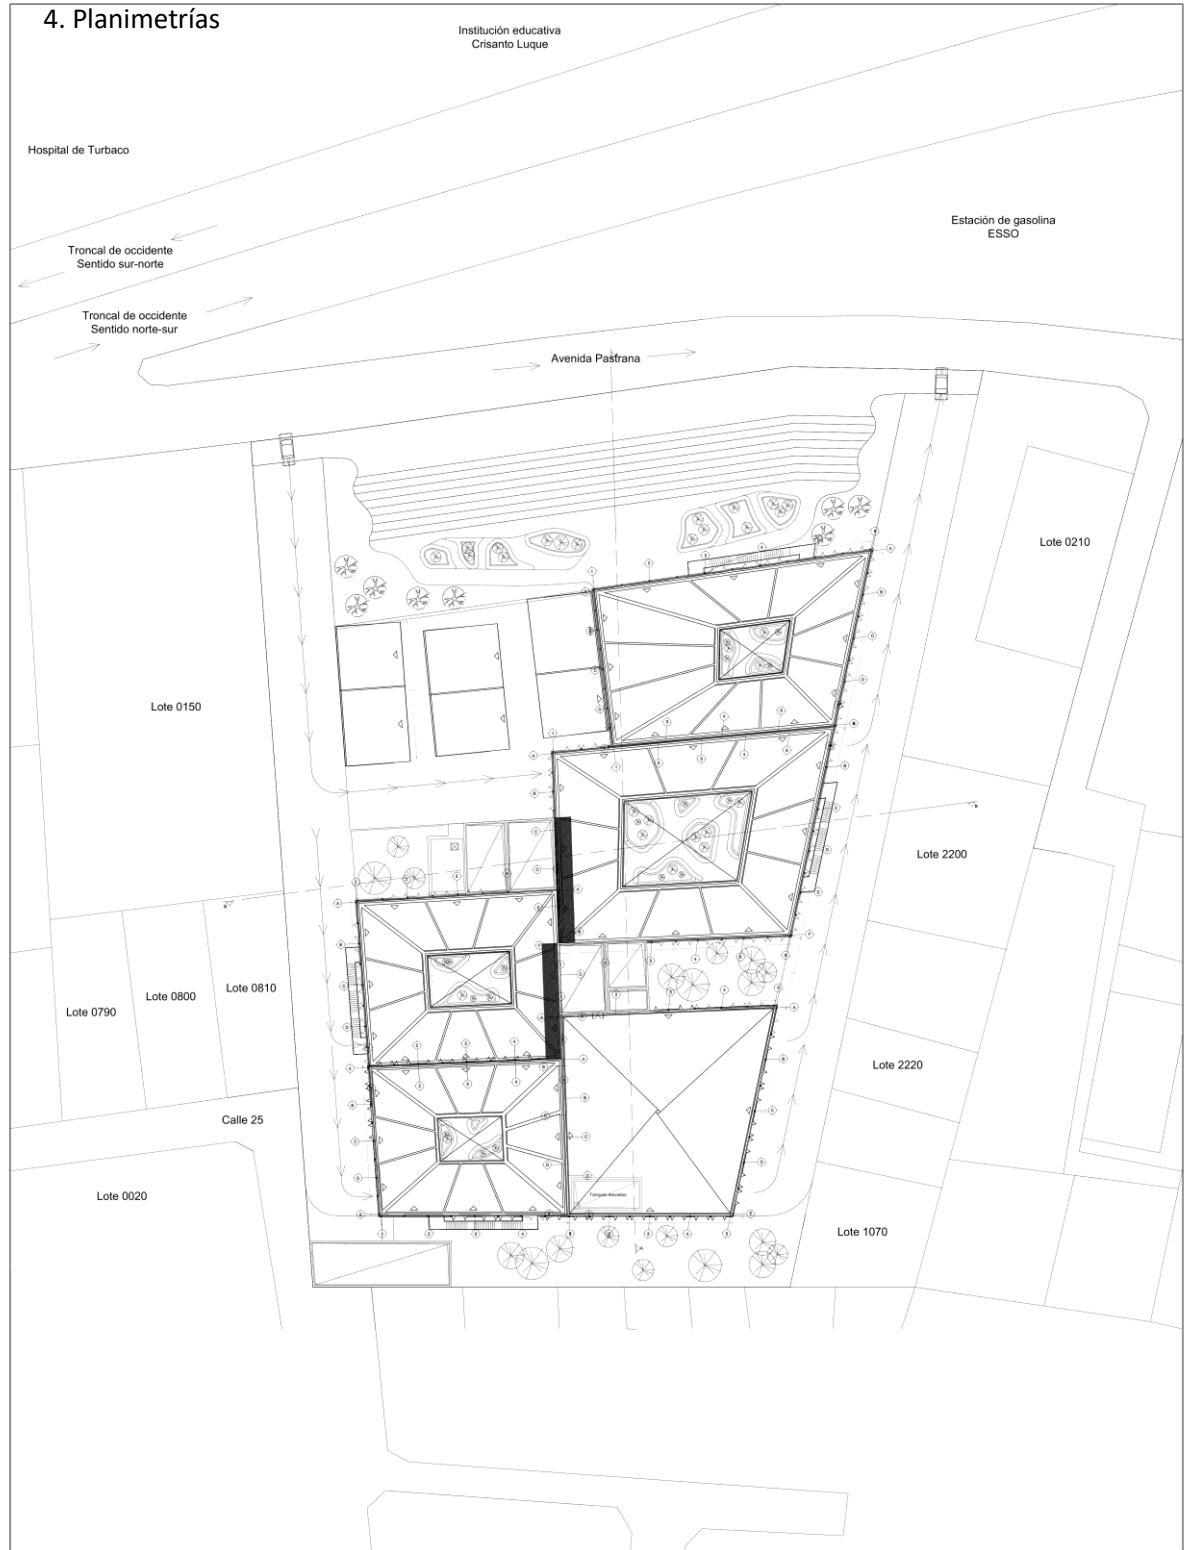 4. Planimetrías
Institución educativa
Crisanto Luque
Hospital de Turbaco
Estación de gasolina
ESSO
Troncal de occidente
Sentido sur-norte
Troncal de occidente
Sentido norte-sur
Avenida Pastrana
Lote 0210
Lote 0150
Lote 2200
Lote 0810
Lote 0800
Lote 0790
Lote 2220
Calle 25
Lote 0020
Tanques elevados
Lote 1070